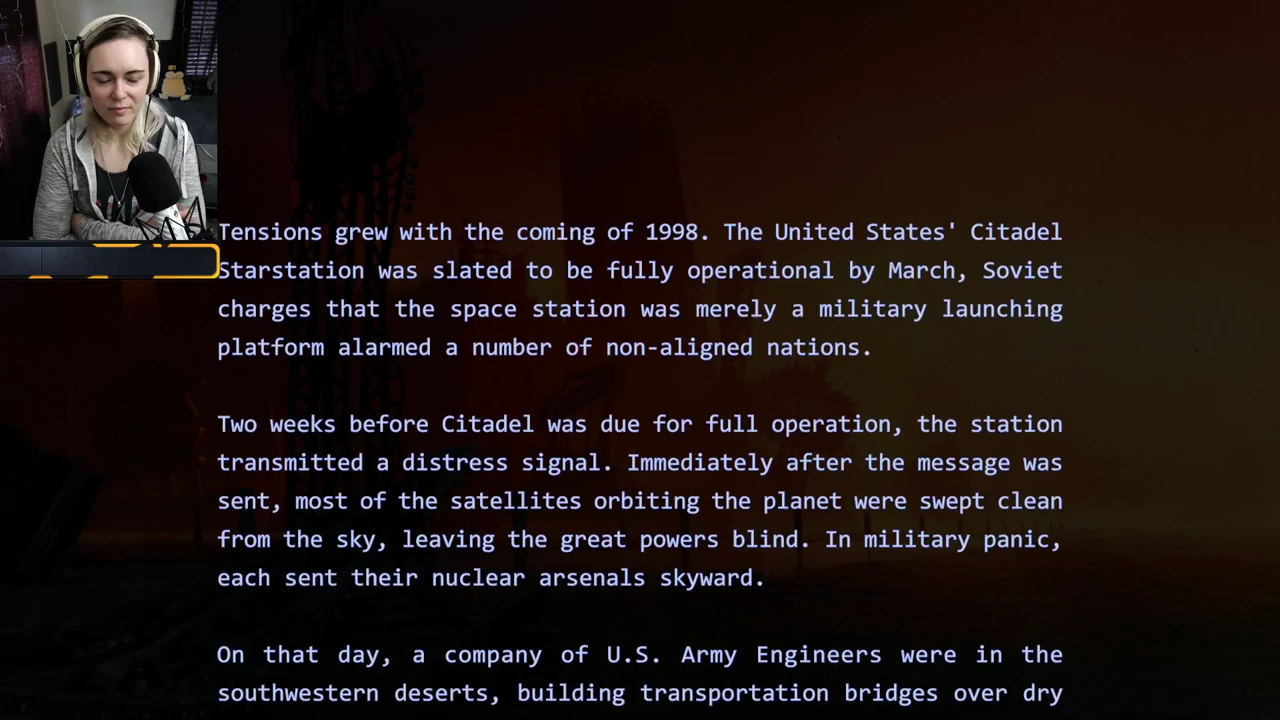 Tensions grew with the coming of 1998. The United States' Citadel
Starstation was slated to be fully operational by March, Soviet
charges that the space station was merely a military launching
platform alarmed a number of non-aligned nations.
Two weeks before Citadel was due for full operation, the station
transmitted a distress signal. Immediately after the message was
sent, most of the satellites orbiting the planet were swept clean
from the sky, leaving the great powers blind. In military panic,
each sent their nuclear arsenals skyward.
On that day, a company of U.S. Army Engineers were in the
southwestern deserts, building transportation bridges over dry